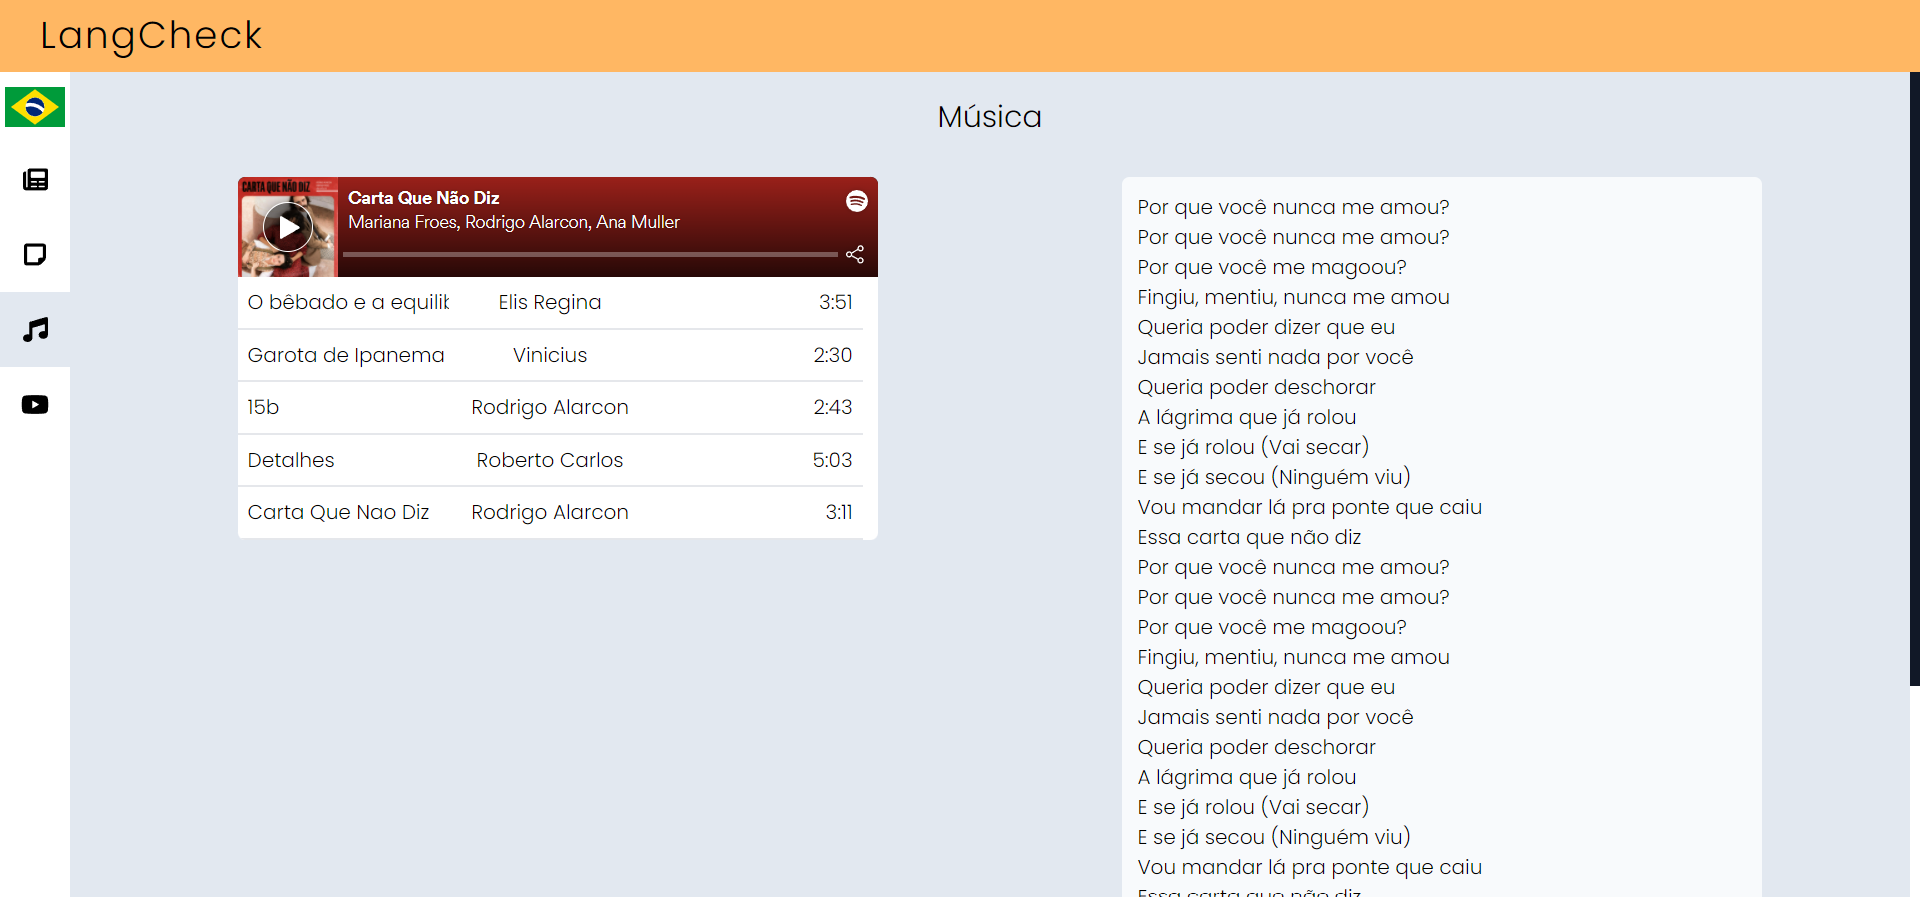 LangCheck
Música
CARTA QUE NÃO DIZ
Carta Que Não Diz
Mariana Froes, Rodrigo Alarcon, Ana Muller
O bêbado e a equilib Elis Regina 3:51
Garota de Ipanema Vinicius 2:30
15b Rodrigo Alarcon 2:43
Detalhes Roberto Carlos 5:03
Carta Que Nao Diz Rodrigo Alarcon 3:11
Por que você nunca me amou?
Por que você nunca me amou?
Por que você me magoou?
Fingiu, mentiu, nunca me amou
Queria poder dizer que eu
Jamais senti nada por você
Queria poder deschorar
A lágrima que já rolou
E se já rolou (Vai secar)
E se já secou (Ninguém viu)
Vou mandar lá pra ponte que caiu
Essa carta que não diz
Por que você nunca me amou?
Por que você nunca me amou?
Por que você me magoou?
Fingiu, mentiu, nunca me amou
Queria poder dizer que eu
Jamais senti nada por você
Queria poder deschorar
A lágrima que já rolou
E se já rolou (Vai secar)
E se já secou (Ninguém viu)
Vou mandar lá pra ponte que caiu
Essa carta que não diz